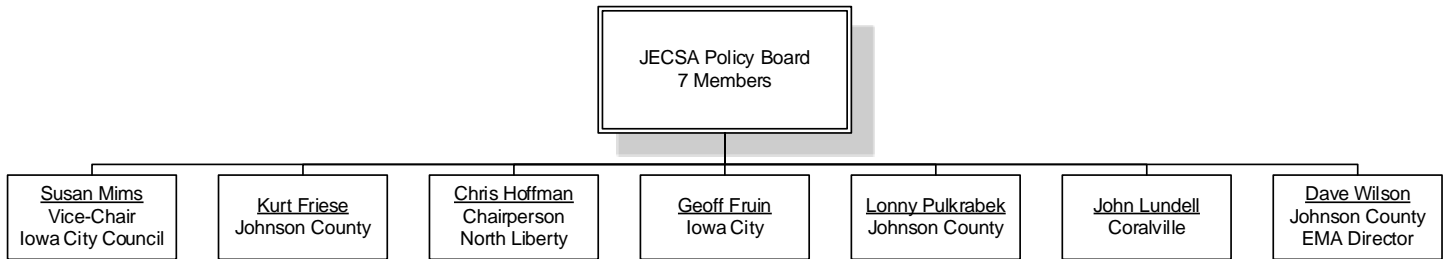 JECSA Policy Board
7 Members
Susan Mims
Vice-Chair
Iowa City Council
Kurt Friese
Johnson County
Chris Hoffman
Chairperson
North Liberty
Geoff Fruin
Iowa City
Lonny Pulkrabek
Johnson County
John Lundell
Coralville
Dave Wilson
Johnson County
EMA Director